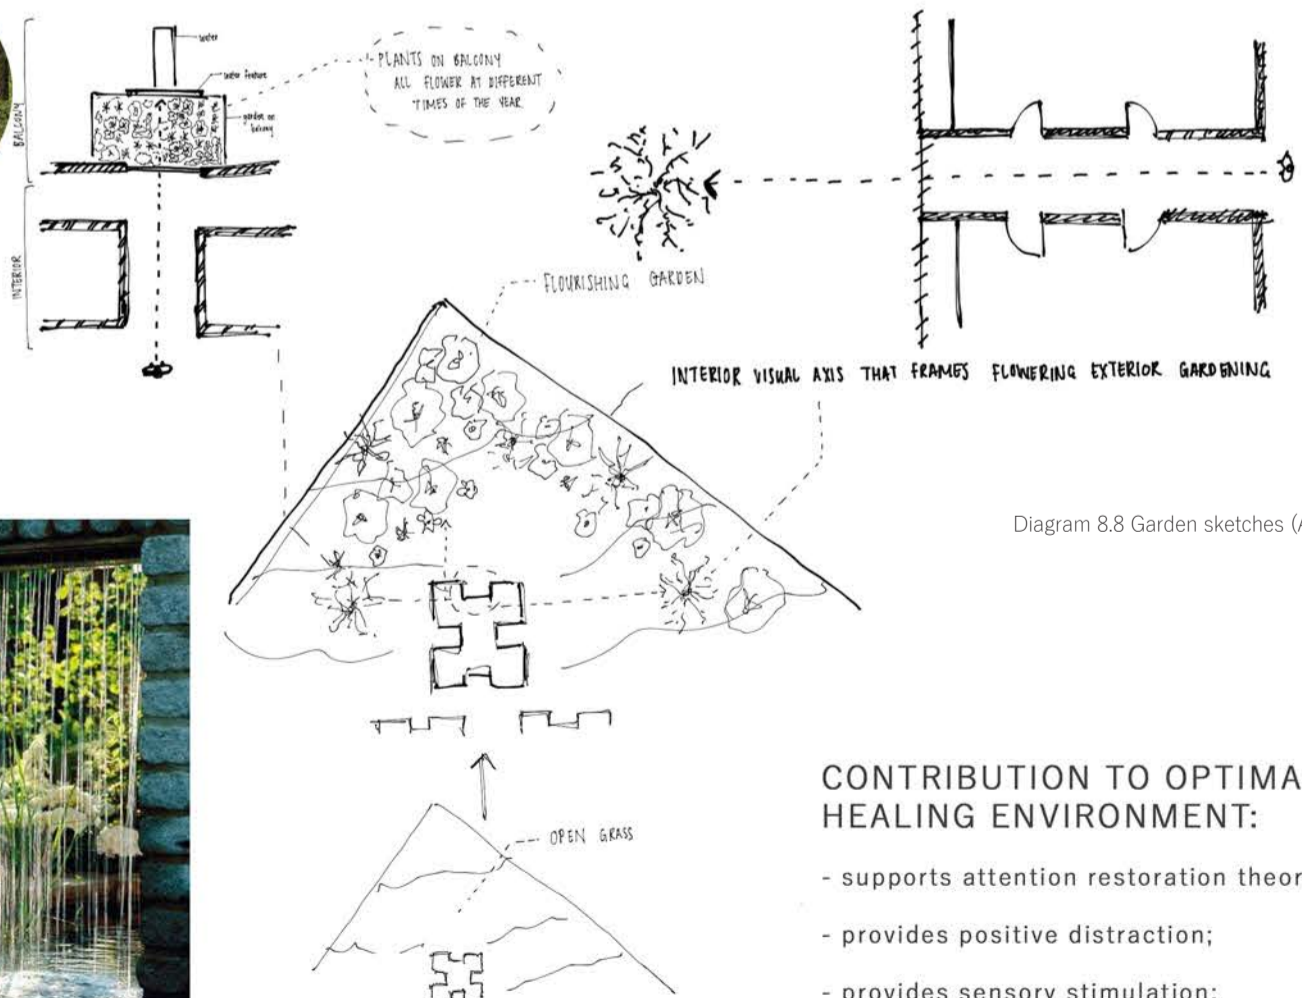 BALCONY
INTERIOR
water
water feature
garden on
balcony
- PLANTS ON BALCONY
ALL FLOWER AT DIFFERENT
TIMES OF THE YEAR
FLOURISHING GARDEN
INTERIOR VISUAL AXIS THAT FRAMES FLOWERING EXTERIOR GARDENING
Diagram 8.8 Garden sketches (A
OPEN GRASS
CONTRIBUTION TO OPTIMA
HEALING ENVIRONMENT:
- supports attention restoration theor
- provides positive distraction;
- provides sensory stimulation;